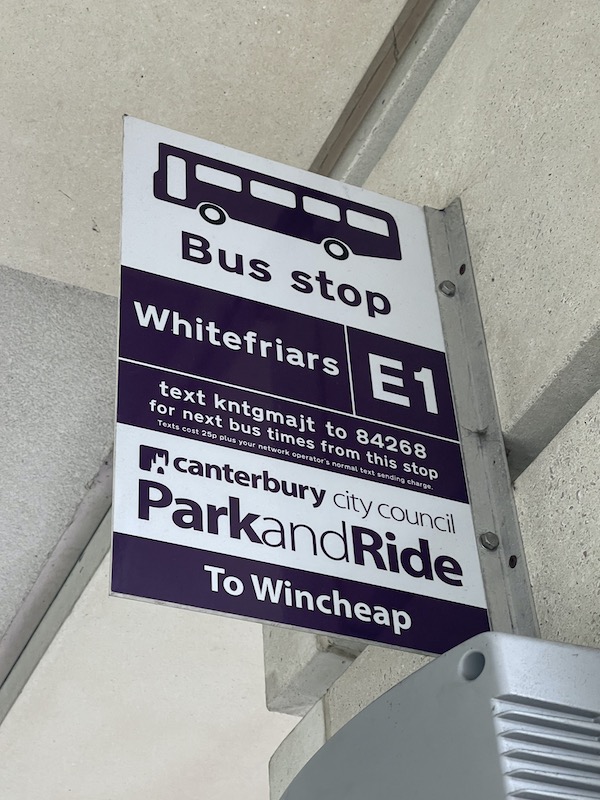 Bus stop
Whitefriars
E1
text kntgmajt to 84268
for next bus times from this stop
Texts cost 25p plus your network operator's normal text sending charge.
canterbury city council
ParkandRide
To Wincheap